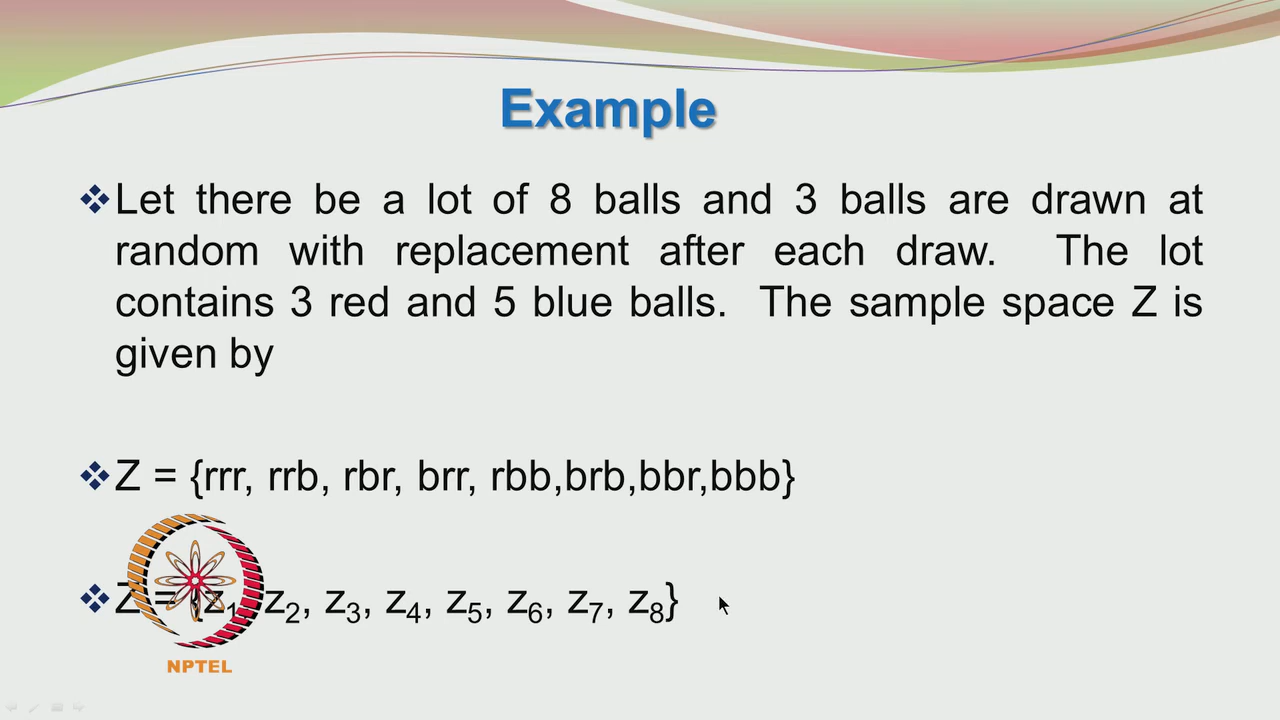 Example
❖Let there be a lot of 8 balls and 3 balls are drawn at
random with replacement after each draw. The lot
contains 3 red and 5 blue balls. The sample space Z is
given by
❖Z = {rrr, rrb, rbr, brr, rbb,brb,bbr,bbb}
❖Z = {z₁, z₂, z₃, z₄, z₅, z₆, z₇, z₈}
NPTEL